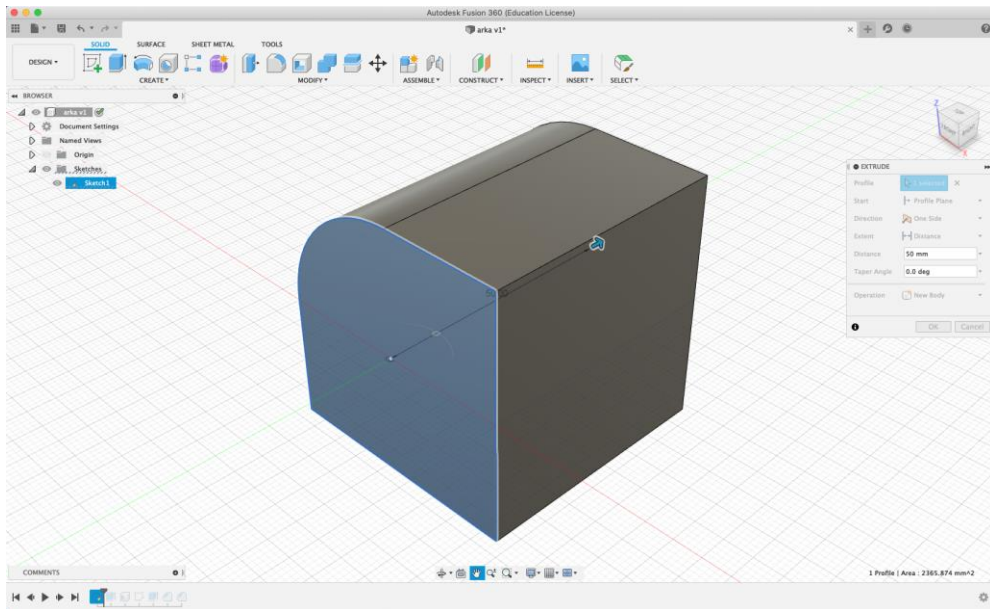 Autodesk Fusion 360 (Education License)
arka v1*
DESIGN
SOLID SURFACE SHEET METAL TOOLS
CREATE MODIFY ASSEMBLE CONSTRUCT INSPECT INSERT SELECT
BROWSER
arka v1
Document Settings
Named Views
Origin
Sketches
Sketch1
Z
X
EXTRUDE
Profile 1 selected
Start Profile Plane
Direction One Side
Extent Distance
Distance 50 mm
Taper Angle 0.0 deg
Operation New Body
OK Cancel
COMMENTS
1 Profile | Area : 2365.874 mm^2